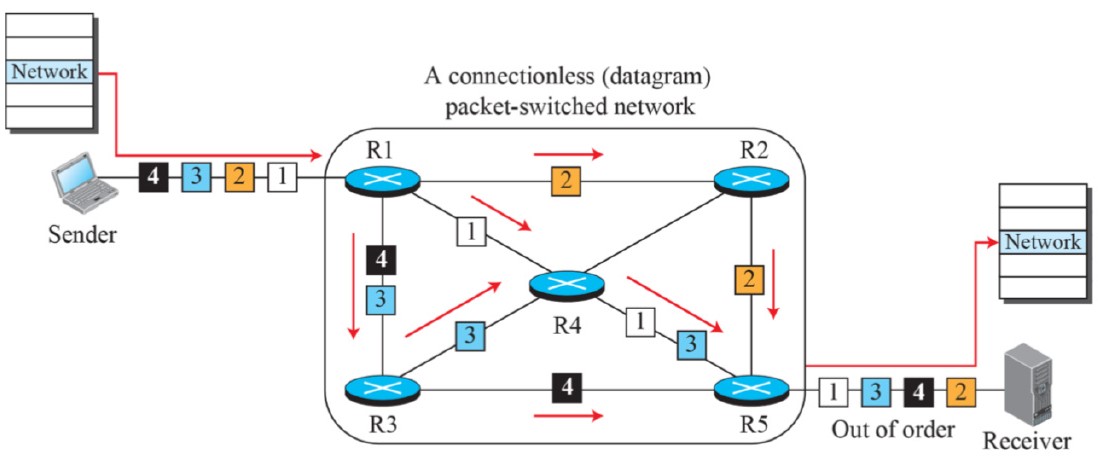 Network
A connectionless (datagram)
packet-switched network
R1
R2
2
4 3 2 1
Sender
1
Network
4
3
2
R4
1
3
3
4
1 3 4 2
R3
R5
Out of order
Receiver